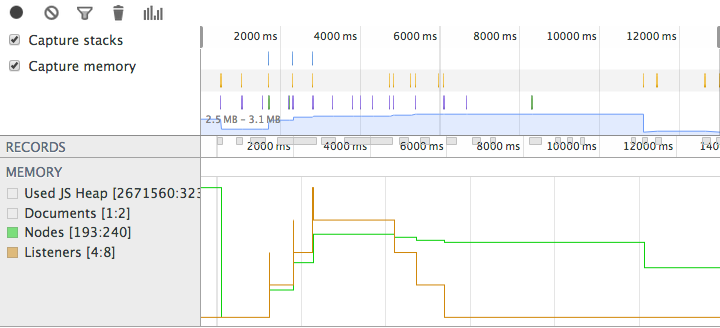 2000 ms 4000 ms 6000 ms 8000 ms 10000 ms 12000 ms
Capture stacks
Capture memory
2.5 MB – 3.1 MB
RECORDS
2000 ms 4000 ms 6000 ms 8000 ms 10000 ms 12000 ms 140
MEMORY
Used JS Heap [2671560:323
Documents [1:2]
Nodes [193:240]
Listeners [4:8]